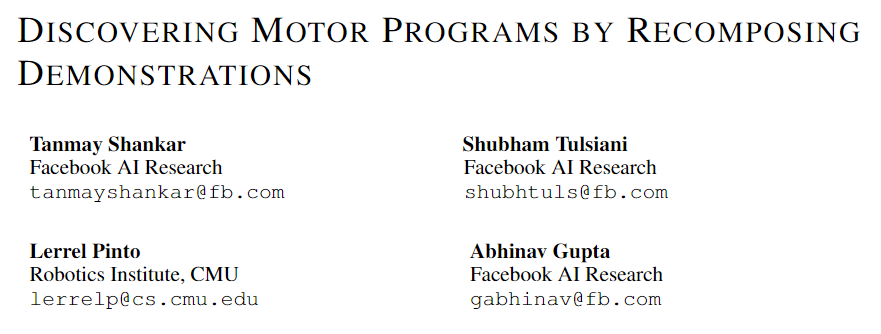 DISCOVERING MOTOR PROGRAMS BY RECOMPOSING
DEMONSTRATIONS
Tanmay Shankar
Facebook AI Research
tanmayshankar@fb.com
Shubham Tulsiani
Facebook AI Research
shubhtuls@fb.com
Lerrel Pinto
Robotics Institute, CMU
lerrelp@cs.cmu.edu
Abhinav Gupta
Facebook AI Research
gabhinav@fb.com